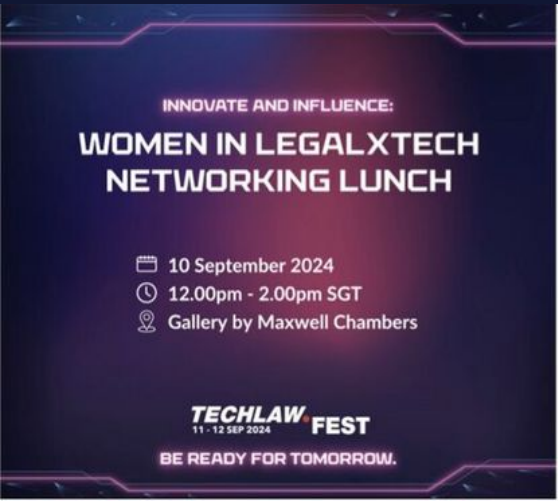 INNOVATE AND INFLUENCE:
WOMEN IN LEGALXTECH
NETWORKING LUNCH
10 September 2024
12.00pm - 2.00pm SGT
Gallery by Maxwell Chambers
TECHLAW.FEST
11 - 12 SEP 2024
BE READY FOR TOMORROW.